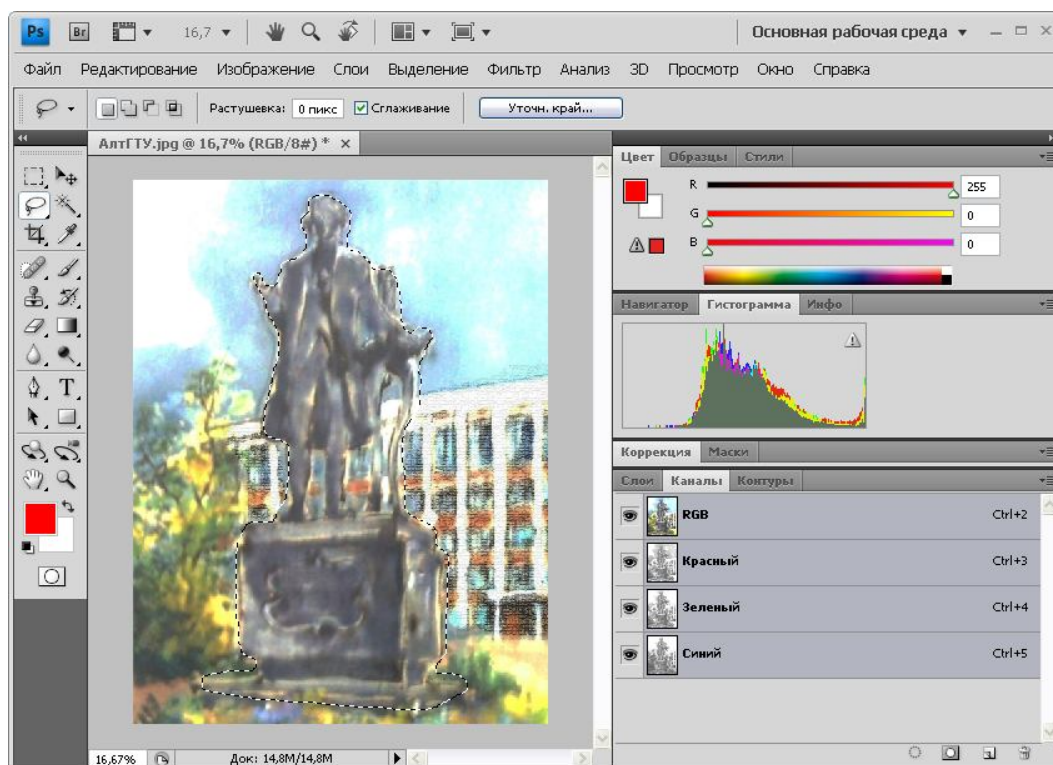 Ps Br 16,7 Основная рабочая среда
Файл Редактирование Изображение Слои Выделение Фильтр Анализ 3D Просмотр Окно Справка
Растушевка: 0 пикс Сглаживание Уточн. край...
АлтГТУ.jpg @ 16,7% (RGB/8#) *
Цвет Образцы Стили
R 255
G 0
B 0
Навигатор Гистограмма Инфо
Коррекция Маски
Слои Каналы Контуры
RGB Ctrl+2
Красный Ctrl+3
Зеленый Ctrl+4
Синий Ctrl+5
16,67% Док: 14,8M/14,8M